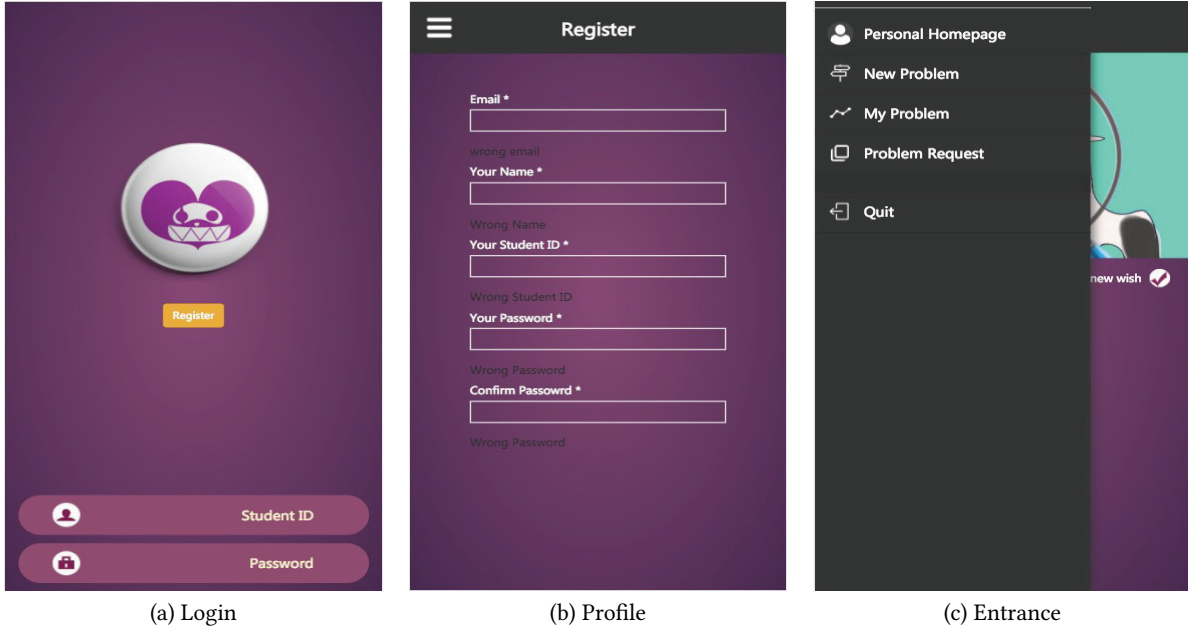 Register
Student ID
Password
(a) Login
Register
Email *
wrong email
Your Name *
Wrong Name
Your Student ID *
Wrong Student ID
Your Password *
Wrong Password
Confirm Passowrd *
Wrong Password
(b) Profile
Personal Homepage
New Problem
My Problem
Problem Request
Quit
new wish
(c) Entrance